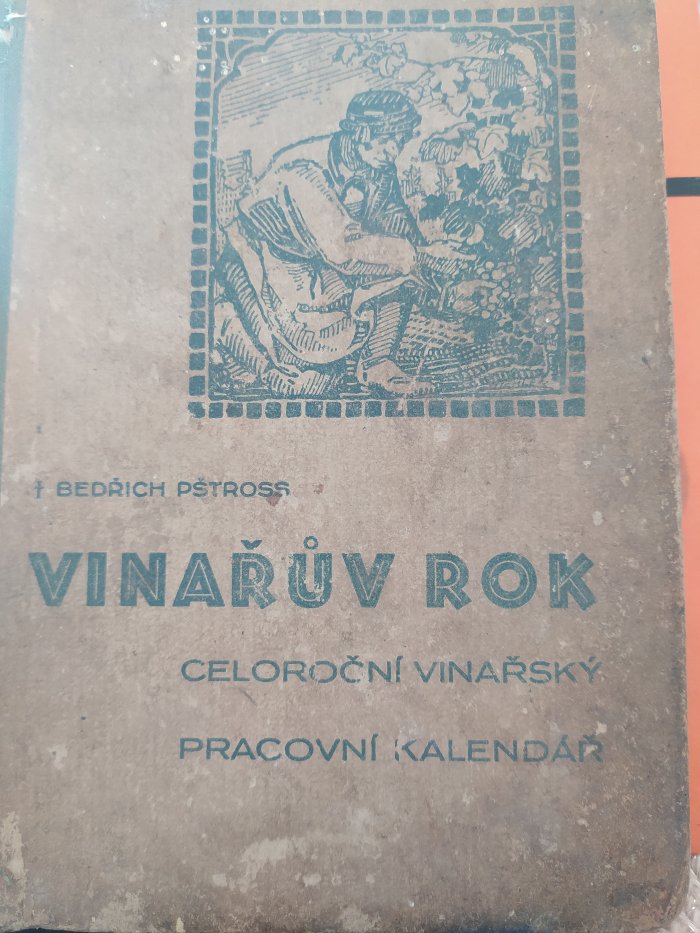 † BEDŘICH PŠTROSS
VINAŘŮV ROK
CELOROČNÍ VINAŘSKÝ
PRACOVNÍ KALENDÁŘ